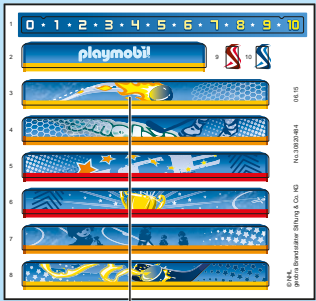 1 0 1 2 3 4 5 6 7 8 9 10
2 playmobil 9 10
3
4
5
6
7
8
06.15
No.30820484
© NHL
geobra Brandstätter Stiftung & Co. KG